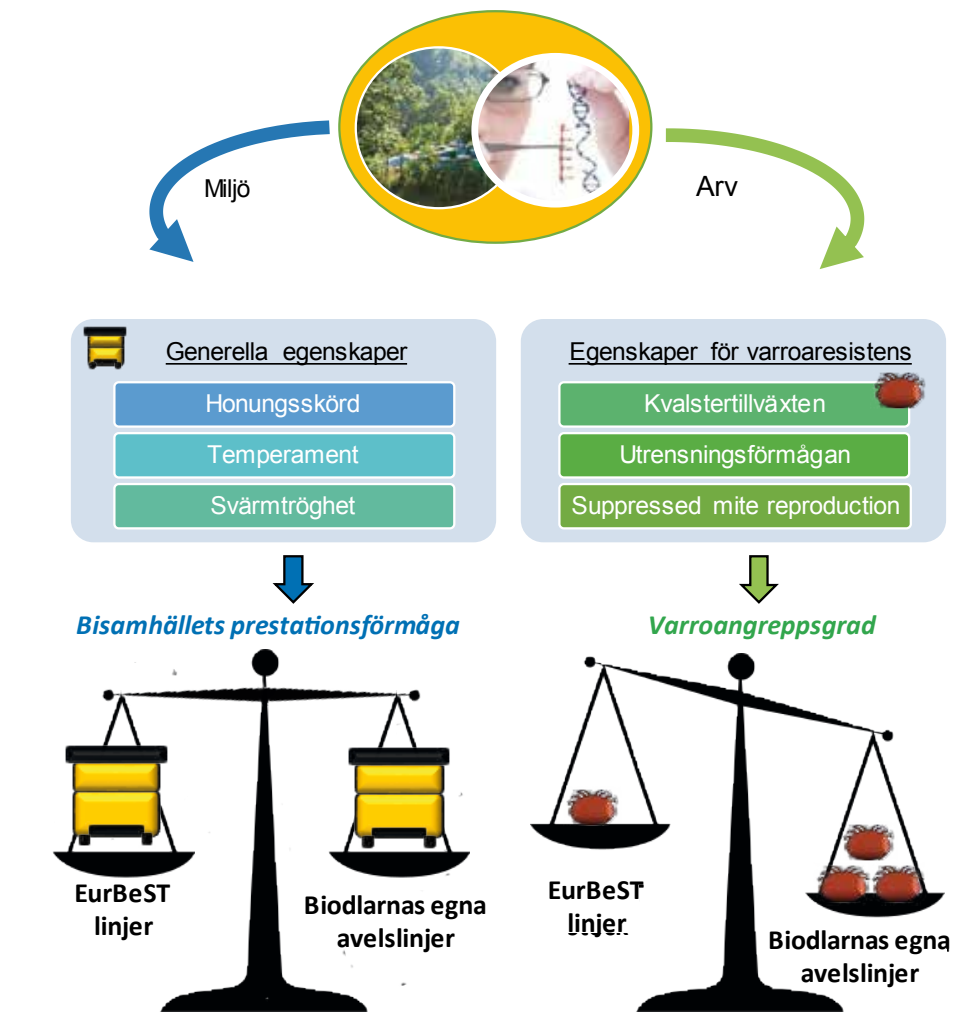 Miljö
Arv
Generella egenskaper
Honungsskörd
Temperament
Svärmtröghet
Egenskaper för varroaresistens
Kvalstertillväxten
Utrensningsförmågan
Suppressed mite reproduction
Bisamhällets prestationsförmåga
Varroangreppsgrad
EurBeST
linjer
Biodlarnas egna
avelslinjer
EurBeST
linjer
Biodlarnas egna
avelslinjer